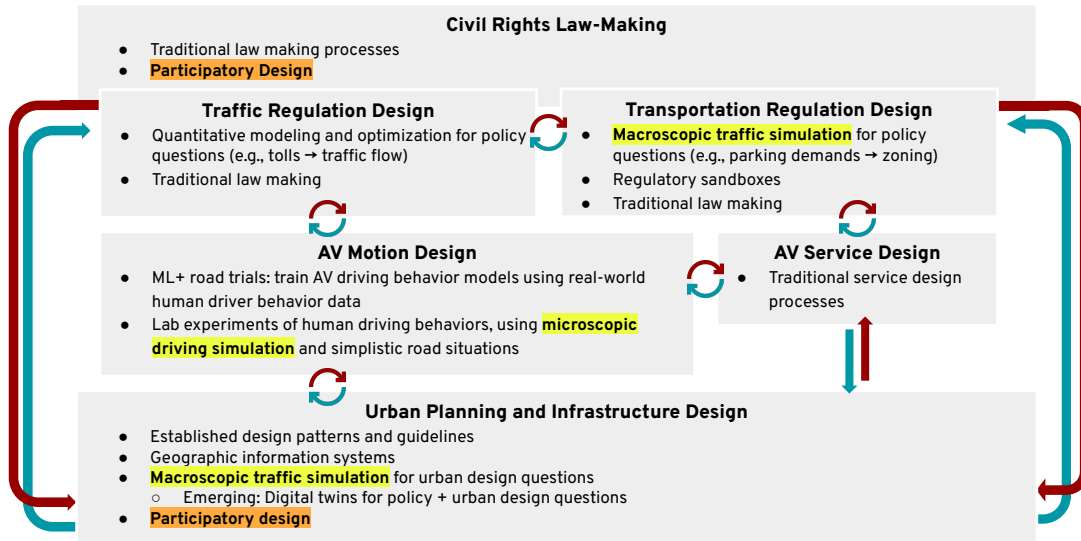 Civil Rights Law-Making
● Traditional law making processes
● Participatory Design
Traffic Regulation Design
● Quantitative modeling and optimization for policy
questions (e.g., tolls → traffic flow)
● Traditional law making
Transportation Regulation Design
● Macroscopic traffic simulation for policy
questions (e.g., parking demands → zoning)
● Regulatory sandboxes
● Traditional law making
AV Motion Design
● ML+ road trials: train AV driving behavior models using real-world
human driver behavior data
● Lab experiments of human driving behaviors, using microscopic
driving simulation and simplistic road situations
AV Service Design
● Traditional service design
processes
Urban Planning and Infrastructure Design
● Established design patterns and guidelines
● Geographic information systems
● Macroscopic traffic simulation for urban design questions
○ Emerging: Digital twins for policy + urban design questions
● Participatory design